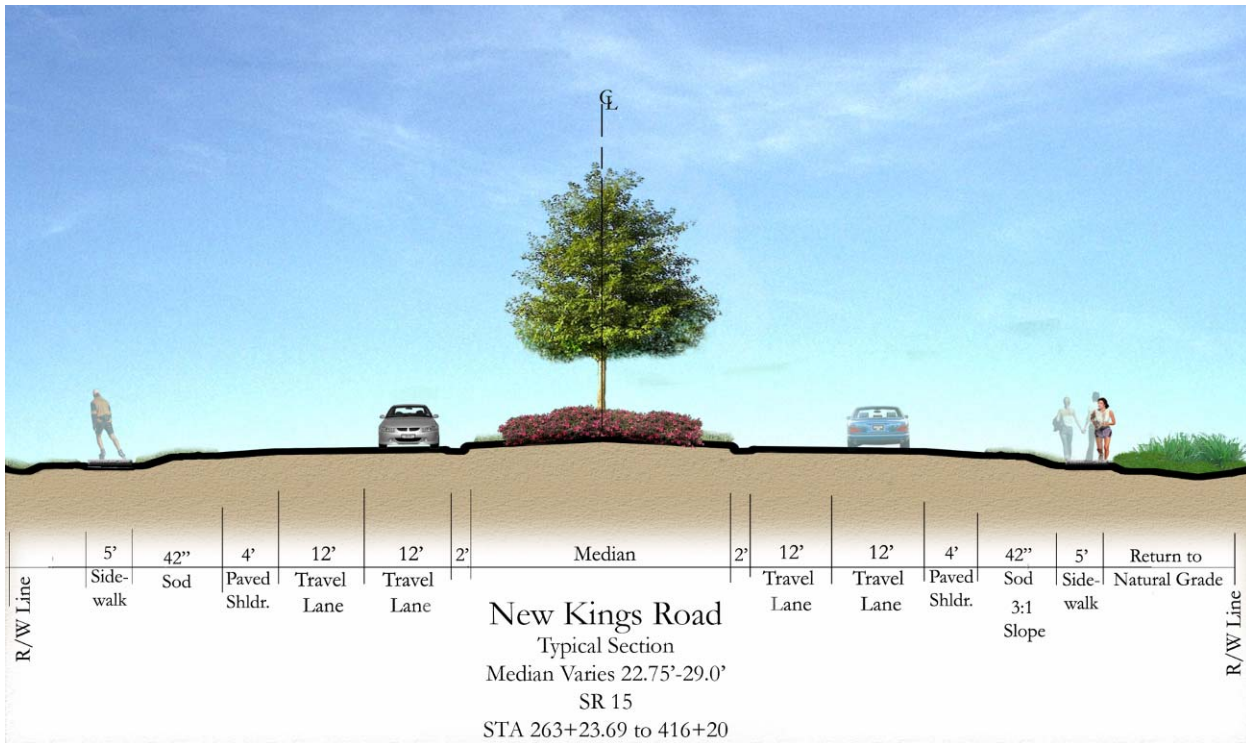 CL
5' 42" 4' 12' 12' 2' Median 2' 12' 12' 4' 42" 5' Return to
Side- Sod Paved Travel Travel Travel Travel Paved Sod Side- Natural Grade
walk Shldr. Lane Lane Lane Lane Shldr. 3:1 walk
Slope
R/W Line
R/W Line
New Kings Road
Typical Section
Median Varies 22.75'-29.0'
SR 15
STA 263+23.69 to 416+20